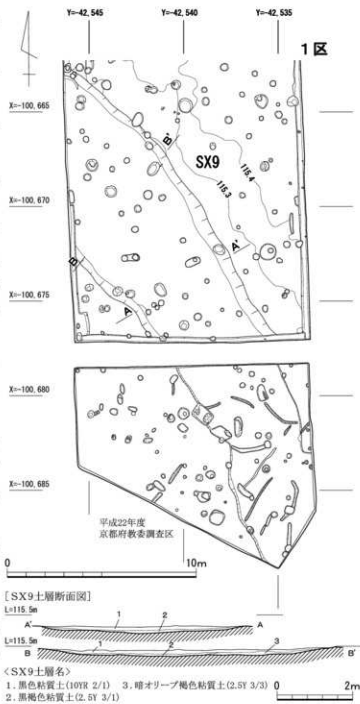 Y=-42, 545
Y=-42, 540
Y=-42, 535
1区
X=-100, 665
B'
SX9
115.4
115.3
X=-100, 670
A'
B
X=-100, 675
A
X=-100, 680
X=-100, 685
平成22年度
京都府教委調査区
0 10m
[SX9土層断面図]
L=115.5m
A' 1 2 A
L=115.5m
B 1 2 3 B'
<SX9土層名>
1. 黒色粘質土(10YR 2/1) 3. 暗オリーブ褐色粘質土(2.5Y 3/3)
2. 黒褐色粘質土(2.5Y 3/1)
0 2m